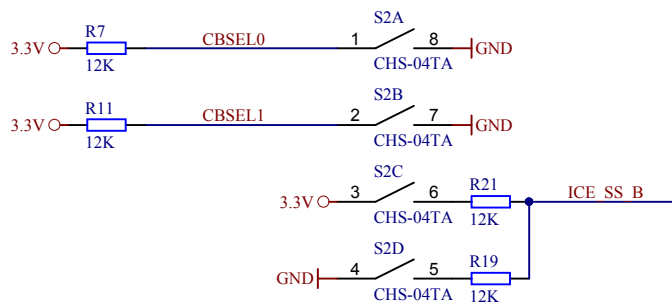 S2A
R7
CBSEL0
1
8
3.3V
GND
12K
CHS-04TA
S2B
R11
CBSEL1
2
7
3.3V
GND
12K
CHS-04TA
S2C
R21
3
6
ICE_SS_B
3.3V
CHS-04TA
12K
S2D
R19
4
5
GND
CHS-04TA
12K